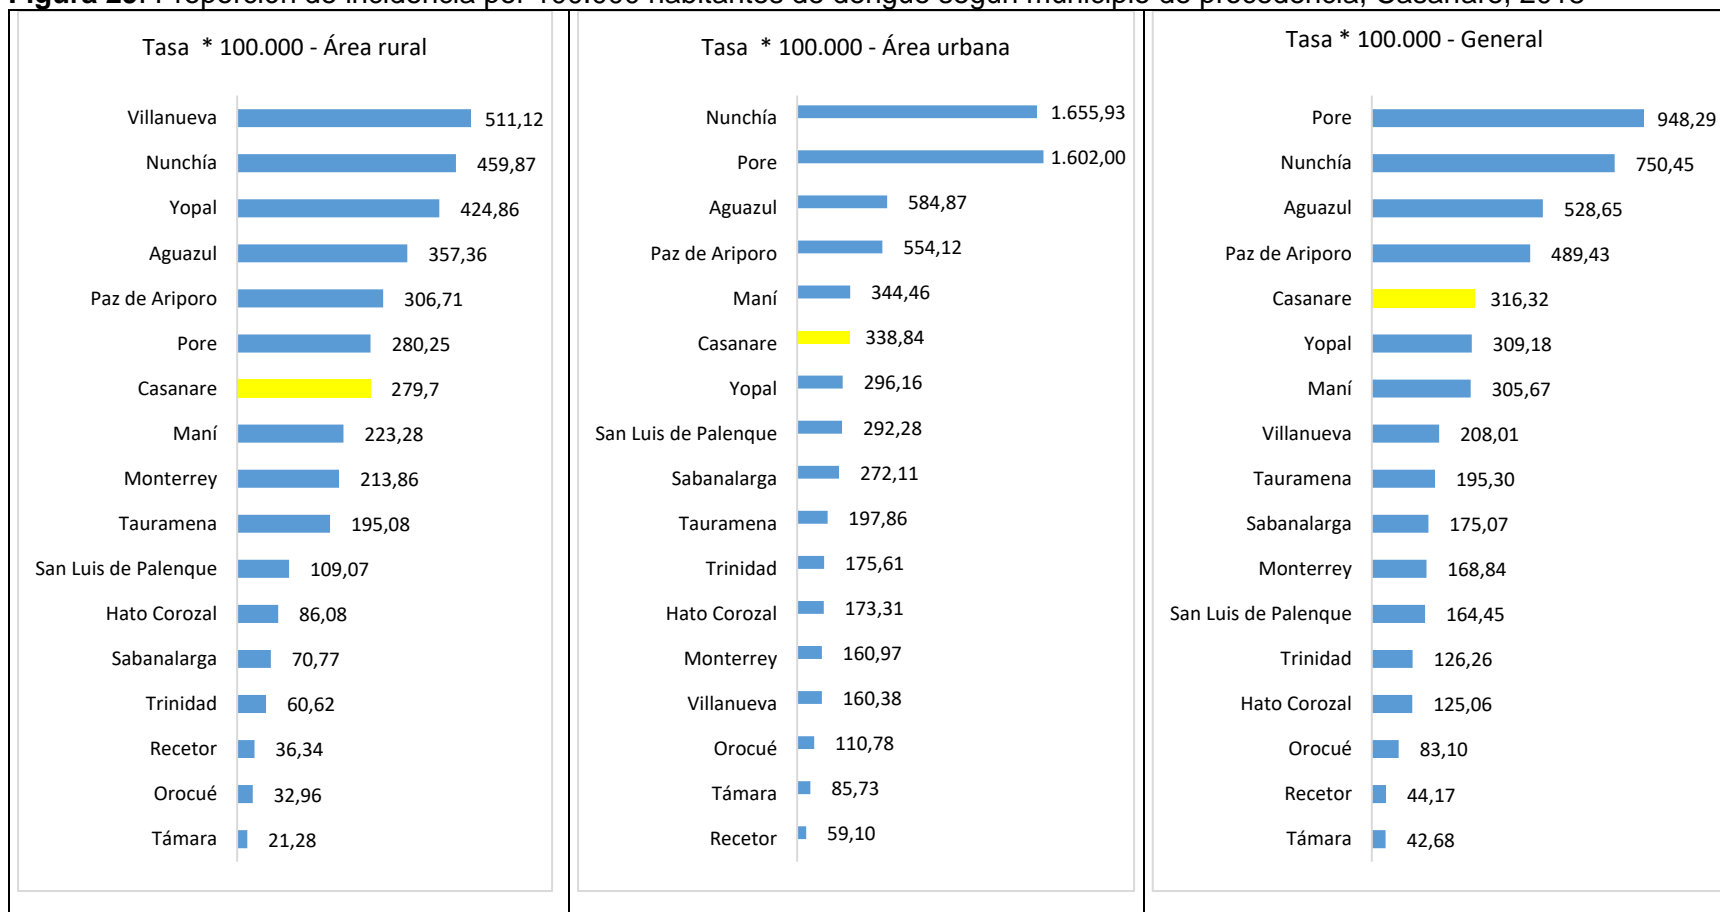 Tasa * 100.000 - Área rural
Villanueva 511,12
Nunchía 459,87
Yopal 424,86
Aguazul 357,36
Paz de Ariporo 306,71
Pore 280,25
Casanare 279,7
Maní 223,28
Monterrey 213,86
Tauramena 195,08
San Luis de Palenque 109,07
Hato Corozal 86,08
Sabanalarga 70,77
Trinidad 60,62
Recetor 36,34
Orocué 32,96
Támara 21,28
Tasa * 100.000 - Área urbana
Nunchía 1.655,93
Pore 1.602,00
Aguazul 584,87
Paz de Ariporo 554,12
Maní 344,46
Casanare 338,84
Yopal 296,16
San Luis de Palenque 292,28
Sabanalarga 272,11
Tauramena 197,86
Trinidad 175,61
Hato Corozal 173,31
Monterrey 160,97
Villanueva 160,38
Orocué 110,78
Támara 85,73
Recetor 59,10
Tasa * 100.000 - General
Pore 948,29
Nunchía 750,45
Aguazul 528,65
Paz de Ariporo 489,43
Casanare 316,32
Yopal 309,18
Maní 305,67
Villanueva 208,01
Tauramena 195,30
Sabanalarga 175,07
Monterrey 168,84
San Luis de Palenque 164,45
Trinidad 126,26
Hato Corozal 125,06
Orocué 83,10
Recetor 44,17
Támara 42,68